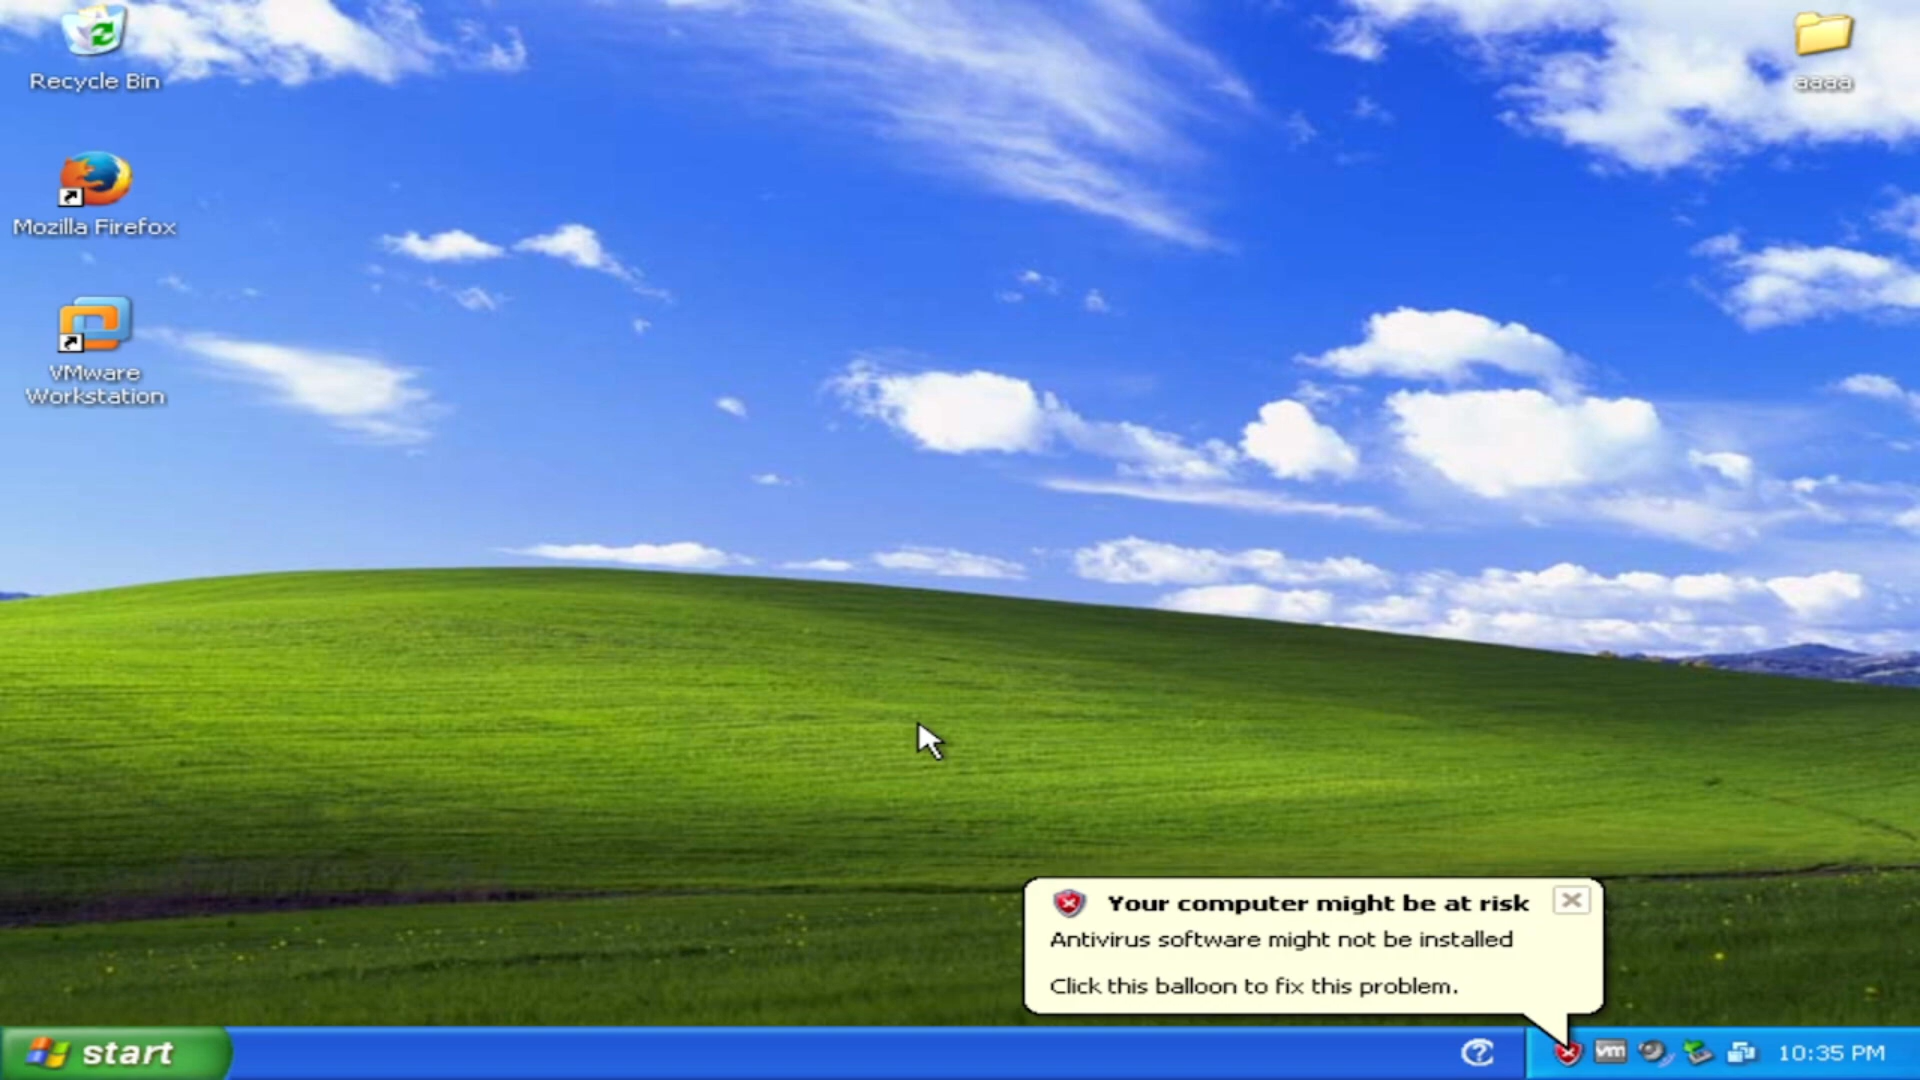 Recycle Bin
aaaa
Mozilla Firefox
VMware
Workstation
Your computer might be at risk
Antivirus software might not be installed
Click this balloon to fix this problem.
start
vm
10:35 PM